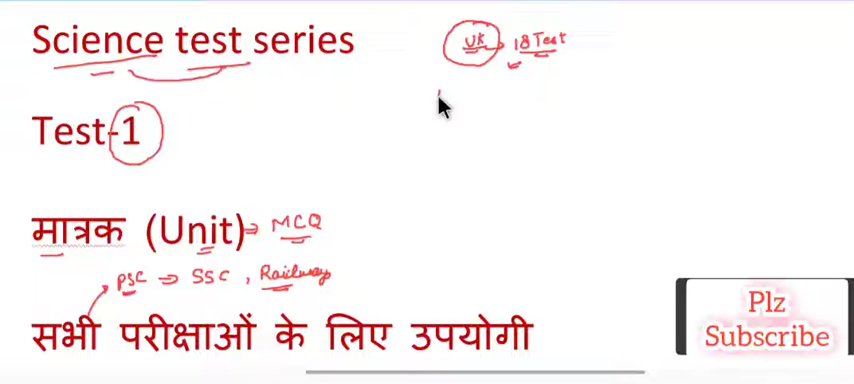 Science test series
UK → 18 Test
Test-1
मात्रक (Unit) → MCQ
PSC → SSC, Railway
सभी परीक्षाओं के लिए उपयोगी
Plz
Subscribe